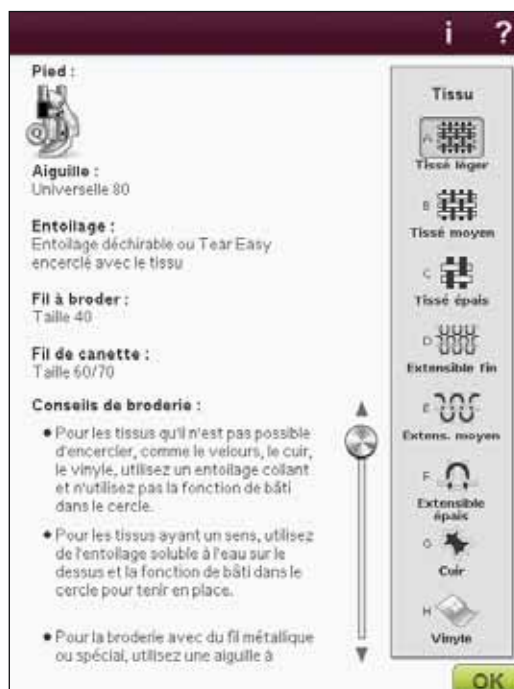 i ?
Pied :
Aiguille :
Universelle 80
Entoilage :
Entoilage déchirable ou Tear Easy
encerclé avec le tissu
Fil à broder :
Taille 40
Fil de canette :
Taille 60/70
Conseils de broderie :
• Pour les tissus qu'il n'est pas possible
d'encercler, comme le velours, le cuir,
le vinyle, utilisez un entoilage collant
et n'utilisez pas la fonction de bâti
dans le cercle.
• Pour les tissus ayant un sens, utilisez
de l'entoilage soluble à l'eau sur le
dessus et la fonction de bâti dans le
cercle pour tenir en place.
• Pour la broderie avec du fil métallique
ou spécial, utilisez une aiguille à
Tissu
A
Tissé léger
B
Tissé moyen
C
Tissé épais
D
Extensible fin
E
Extens. moyen
F
Extensible
épais
G
Cuir
H
Vinyle
OK